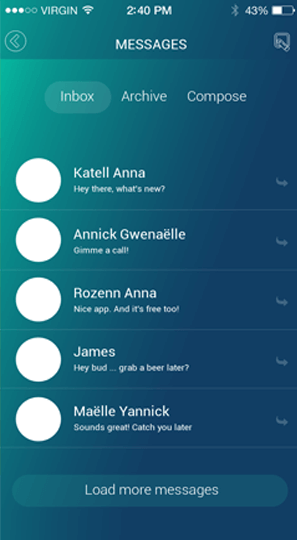 VIRGIN 2:40 PM 43%
MESSAGES
Inbox Archive Compose
Katell Anna
Hey there, what's new?
Annick Gwenaëlle
Gimme a call!
Rozenn Anna
Nice app. And it's free too!
James
Hey bud ... grab a beer later?
Maëlle Yannick
Sounds great! Catch you later
Load more messages